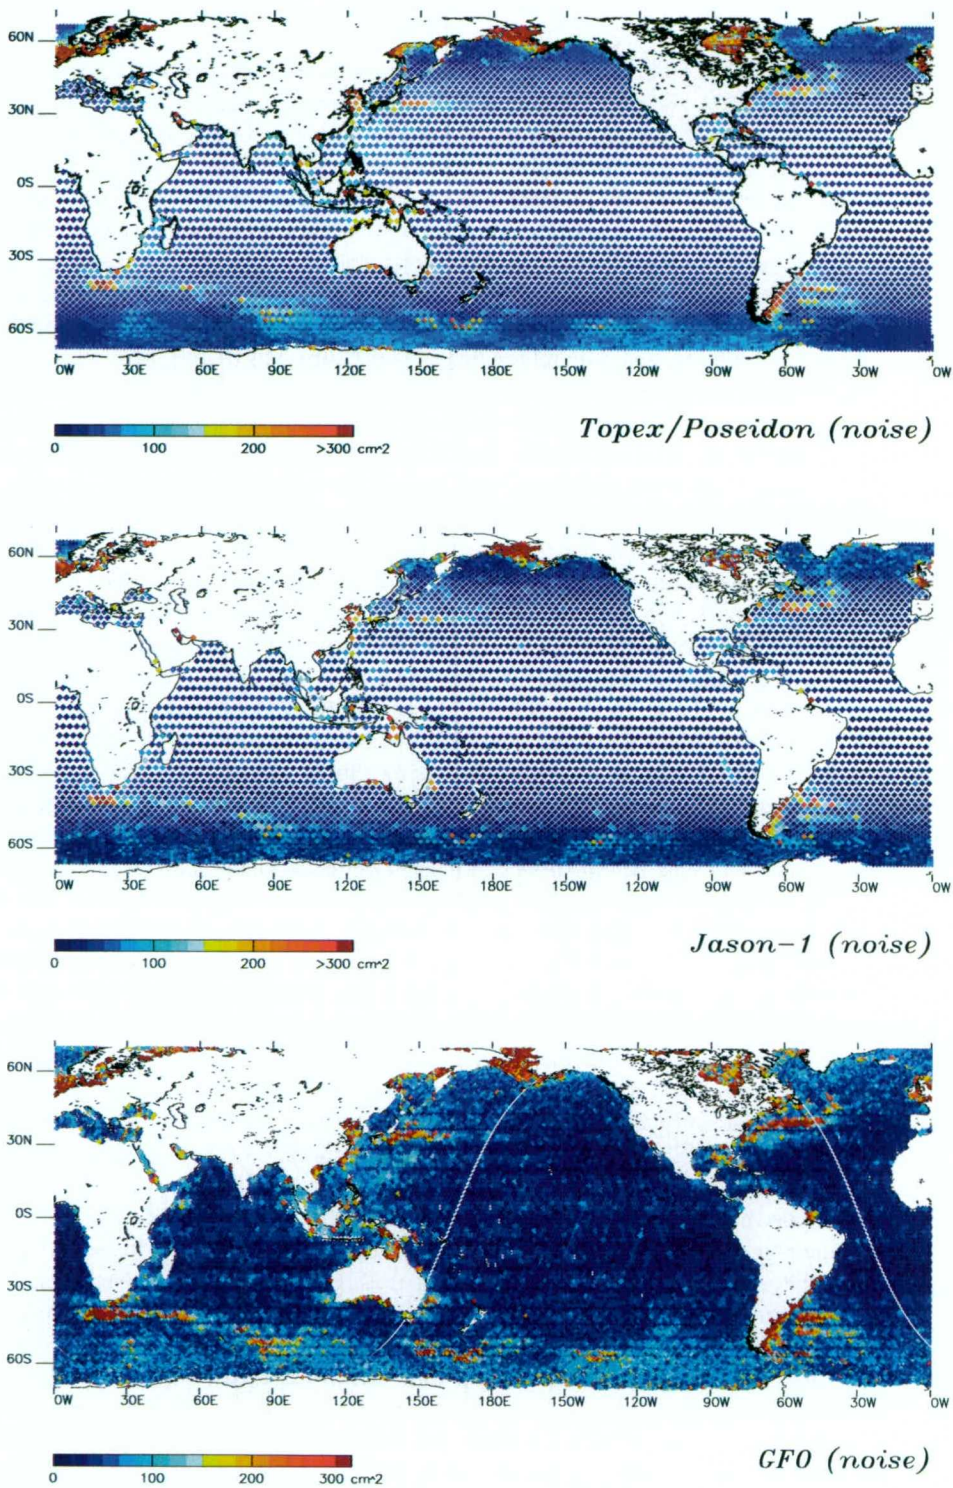 60N
30N
0S
30S
60S
0W 30E 60E 90E 120E 150E 180E 150W 120W 90W 60W 30W 0W
0 100 200 >300 cm^2
Topex/Poseidon (noise)
60N
30N
0S
30S
60S
0W 30E 60E 90E 120E 150E 180E 150W 120W 90W 60W 30W 0W
0 100 200 >300 cm^2
Jason-1 (noise)
60N
30N
0S
30S
60S
0W 30E 60E 90E 120E 150E 180E 150W 120W 90W 60W 30W 0W
0 100 200 300 cm^2
GFO (noise)